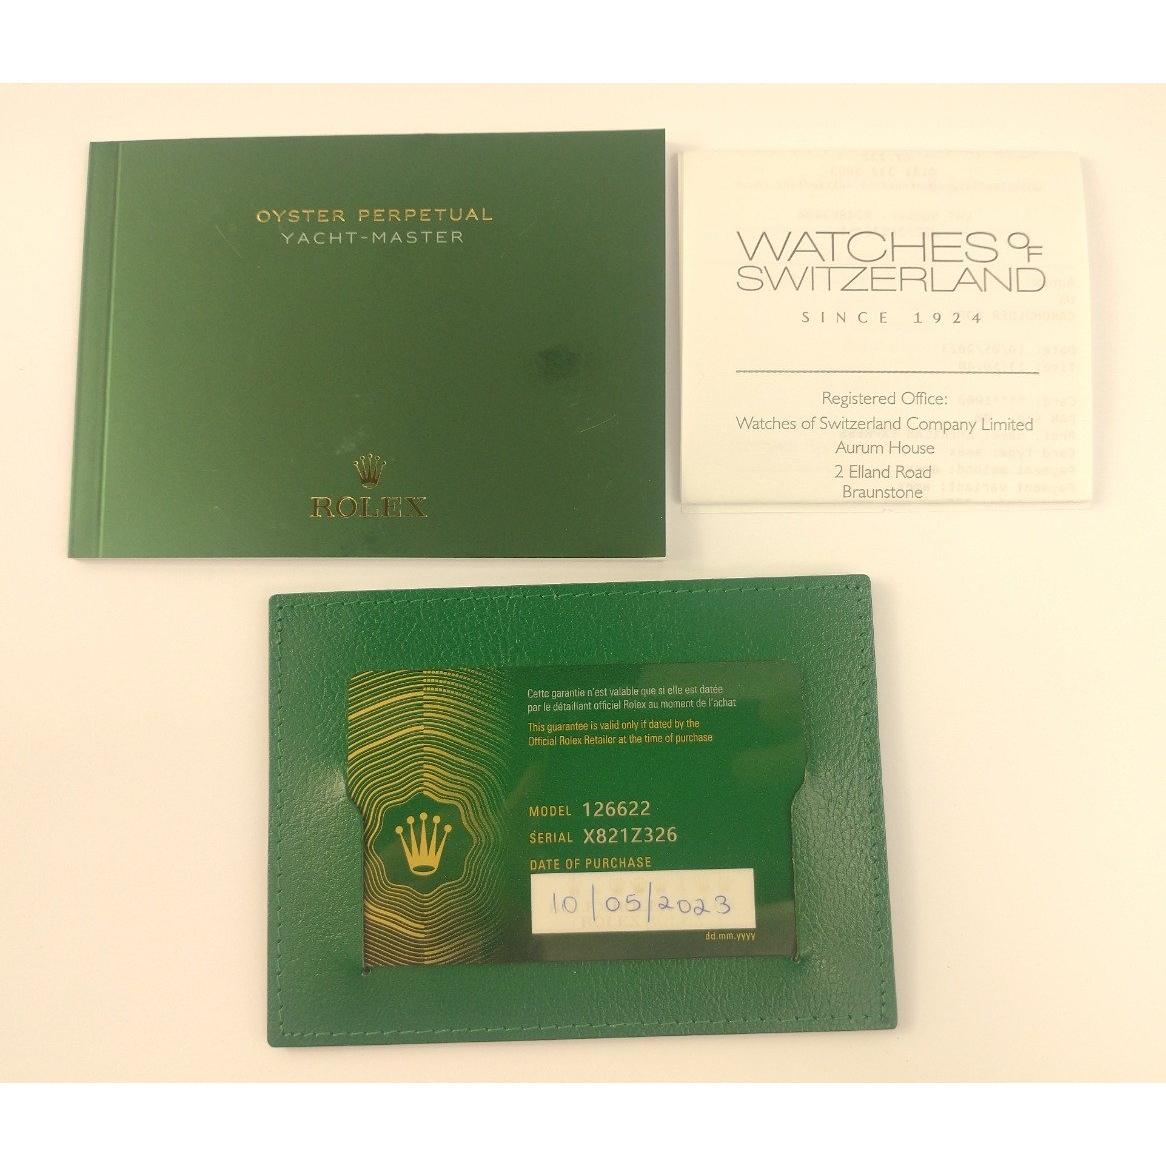 OYSTER PERPETUAL
YACHT-MASTER
ROLEX
WATCHES OF
SWITZERLAND
SINCE 1924
Registered Office:
Watches of Switzerland Company Limited
Aurum House
2 Elland Road
Braunstone
Cette garantie n'est valable que si elle est datée
par le détaillant officiel Rolex au moment de l'achat
This guarantee is valid only if dated by the
Official Rolex Retailer at the time of purchase
MODEL 126622
SERIAL X821Z326
DATE OF PURCHASE
10/05/2023
dd.mm.yyyy